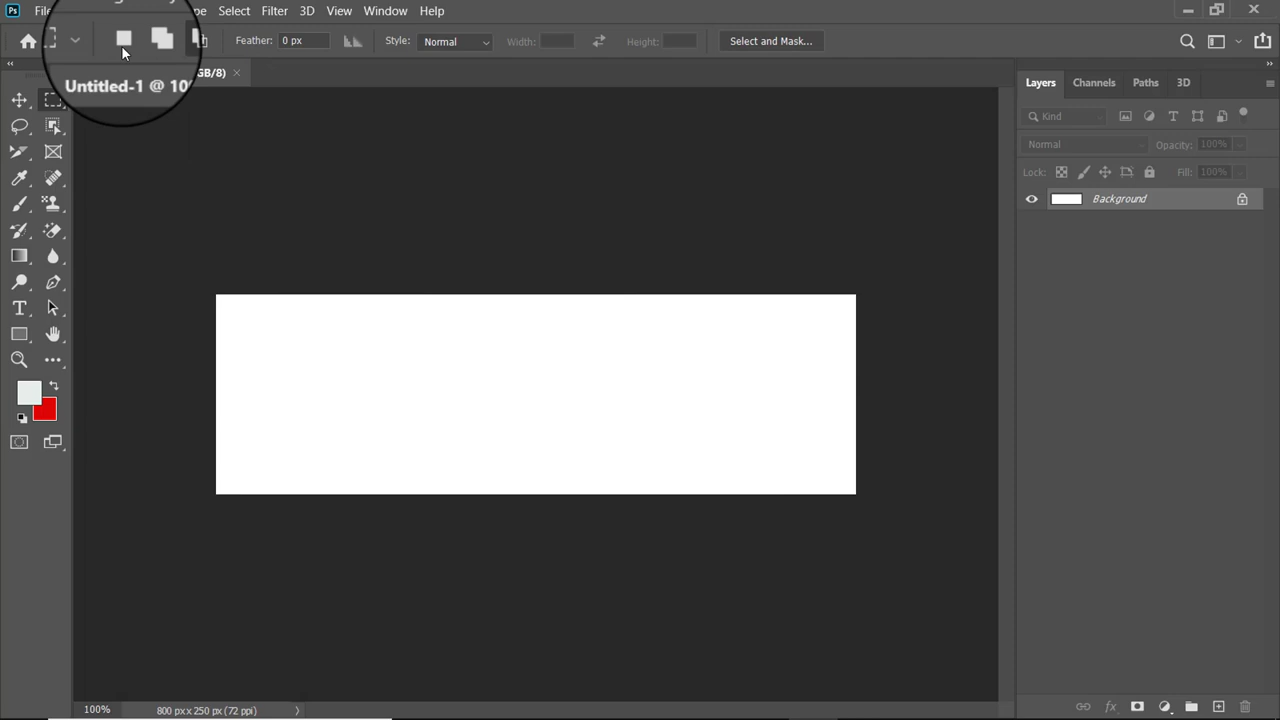 Ps Select Filter 3D View Window Help
Feather: 0 px Style: Normal Width: Height: Select and Mask...
Untitled-1 @ 10 GB/8) ×
Layers Channels Paths 3D
Kind
Normal Opacity: 100%
Lock: Fill: 100%
Background
100% 800 px x 250 px (72 ppi)